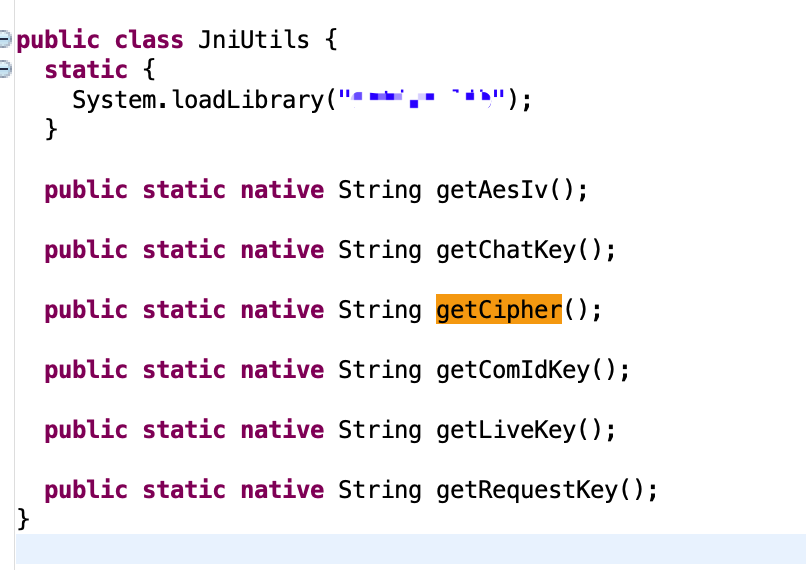 public class JniUtils {
static {
System.loadLibrary("");
}
public static native String getAesIv();
public static native String getChatKey();
public static native String getCipher();
public static native String getComIdKey();
public static native String getLiveKey();
public static native String getRequestKey();
}